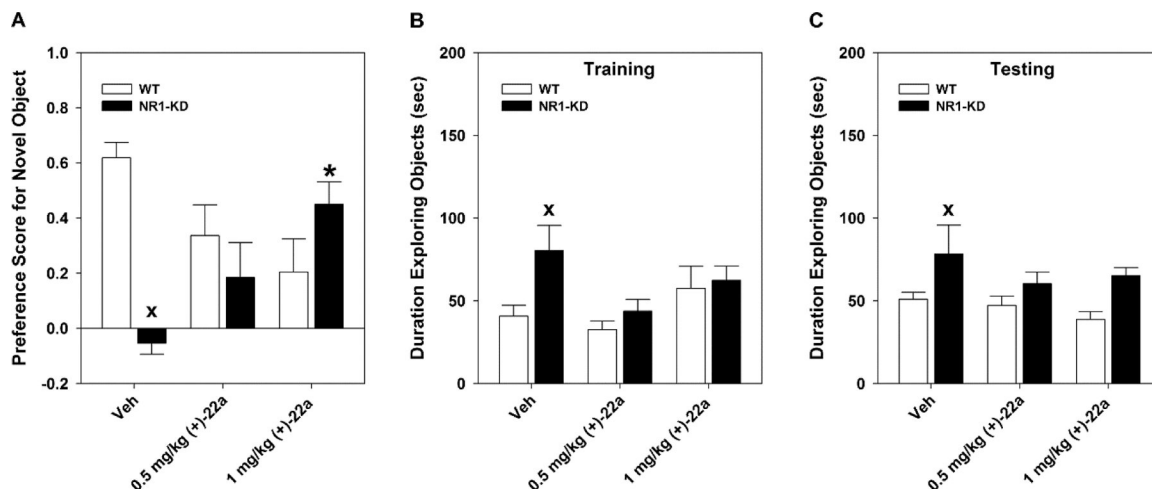 A
Preference Score for Novel Object
1.0
0.8
0.6
0.4
0.2
0.0
-0.2
WT
NR1-KD
x
*
Veh
0.5 mg/kg (+)-22a
1 mg/kg (+)-22a
B
Duration Exploring Objects (sec)
200
150
100
50
0
Training
WT
NR1-KD
x
Veh
0.5 mg/kg (+)-22a
1 mg/kg (+)-22a
C
Duration Exploring Objects (sec)
200
150
100
50
0
Testing
WT
NR1-KD
x
Veh
0.5 mg/kg (+)-22a
1 mg/kg (+)-22a